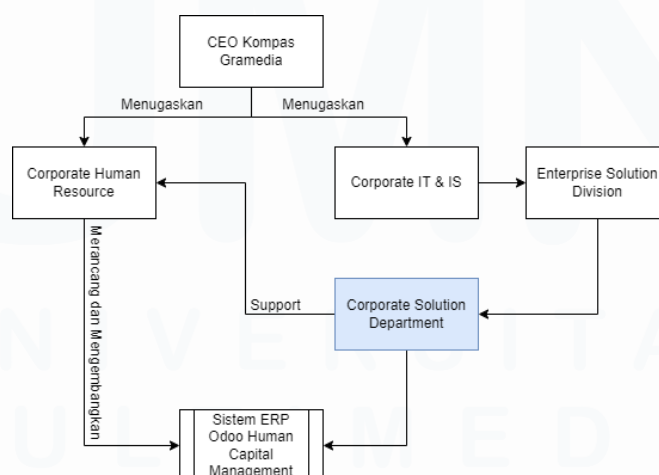 CEO Kompas
Gramedia
Menugaskan
Menugaskan
Corporate Human
Resource
Corporate IT & IS
Enterprise Solution
Division
Merancang dan Mengembangkan
Support
Corporate Solution
Department
Sistem ERP
Odoo Human
Capital
Management